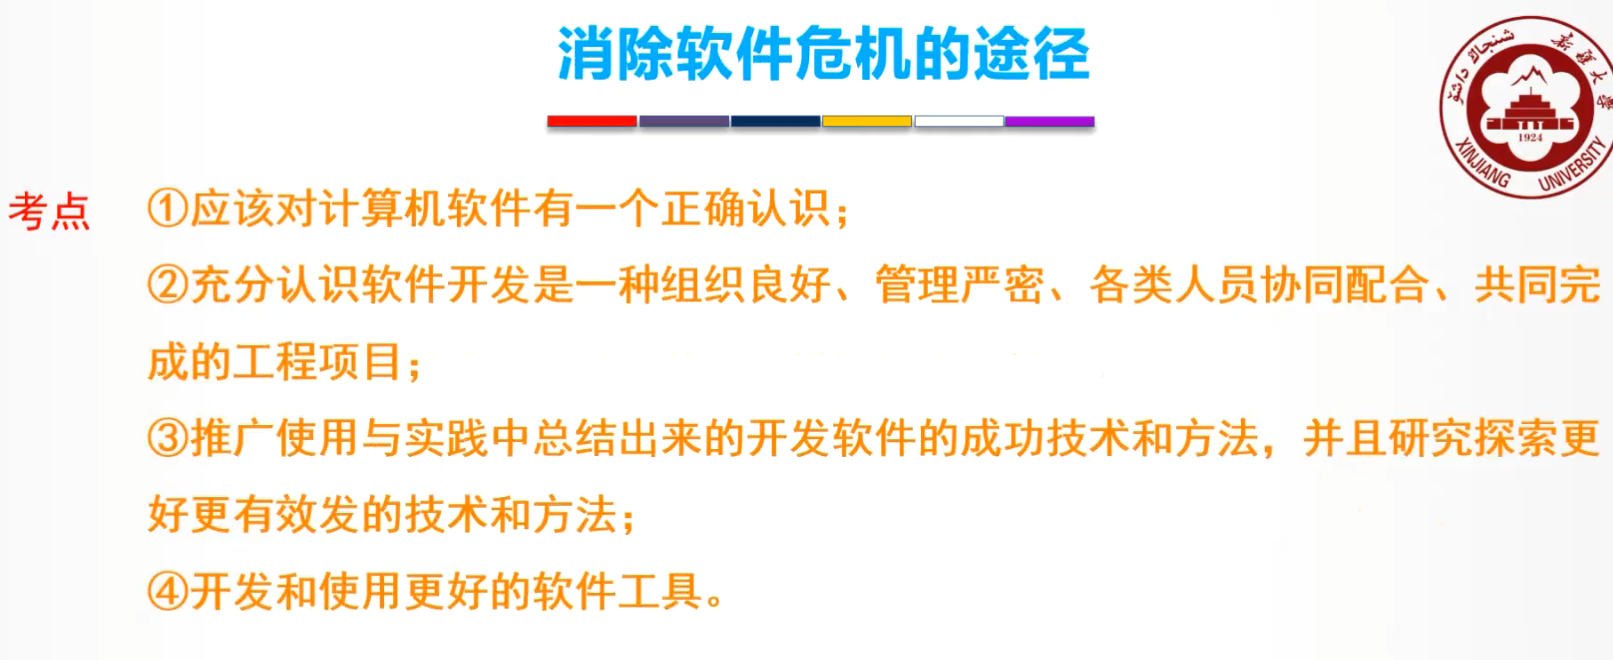 消除软件危机的途径
شىنجاڭ داشۆ
新疆大学
1924
XINJIANG UNIVERSITY
考点 ①应该对计算机软件有一个正确认识；
②充分认识软件开发是一种组织良好、管理严密、各类人员协同配合、共同完
成的工程项目；
③推广使用与实践中总结出来的开发软件的成功技术和方法，并且研究探索更
好更有效发的技术和方法；
④开发和使用更好的软件工具。